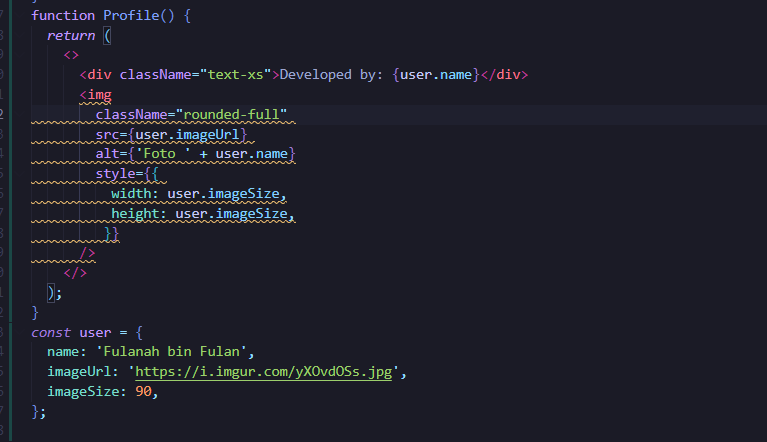 function Profile() {
return (
<>
<div className="text-xs">Developed by: {user.name}</div>
<img
className="rounded-full"
src={user.imageUrl}
alt={'Foto ' + user.name}
style={{
width: user.imageSize,
height: user.imageSize,
}}
/>
</>
);
}
const user = {
name: 'Fulanah bin Fulan',
imageUrl: 'https://i.imgur.com/yXOvdOSs.jpg',
imageSize: 90,
};